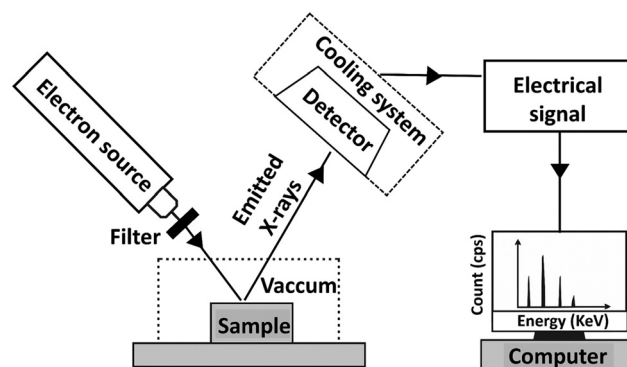 Electron source
Filter
Vaccum
Sample
Emitted
X-rays
Cooling system
Detector
Electrical
signal
Count (cps)
Energy (KeV)
Computer